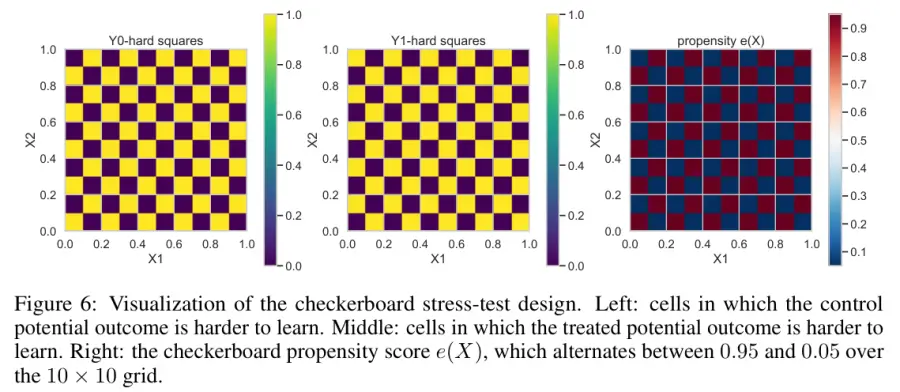 Y0-hard squares
1.0
0.8
0.6
0.4
0.2
0.0
X2
0.0 0.2 0.4 0.6 0.8 1.0
X1
1.0
0.8
0.6
0.4
0.2
0.0
Y1-hard squares
1.0
0.8
0.6
0.4
0.2
0.0
X2
0.0 0.2 0.4 0.6 0.8 1.0
X1
1.0
0.8
0.6
0.4
0.2
0.0
propensity e(X)
1.0
0.8
0.6
0.4
0.2
0.0
X2
0.0 0.2 0.4 0.6 0.8 1.0
X1
0.9
0.8
0.7
0.6
0.5
0.4
0.3
0.2
0.1
Figure 6: Visualization of the checkerboard stress-test design. Left: cells in which the control
potential outcome is harder to learn. Middle: cells in which the treated potential outcome is harder to
learn. Right: the checkerboard propensity score e(X), which alternates between 0.95 and 0.05 over
the 10 × 10 grid.